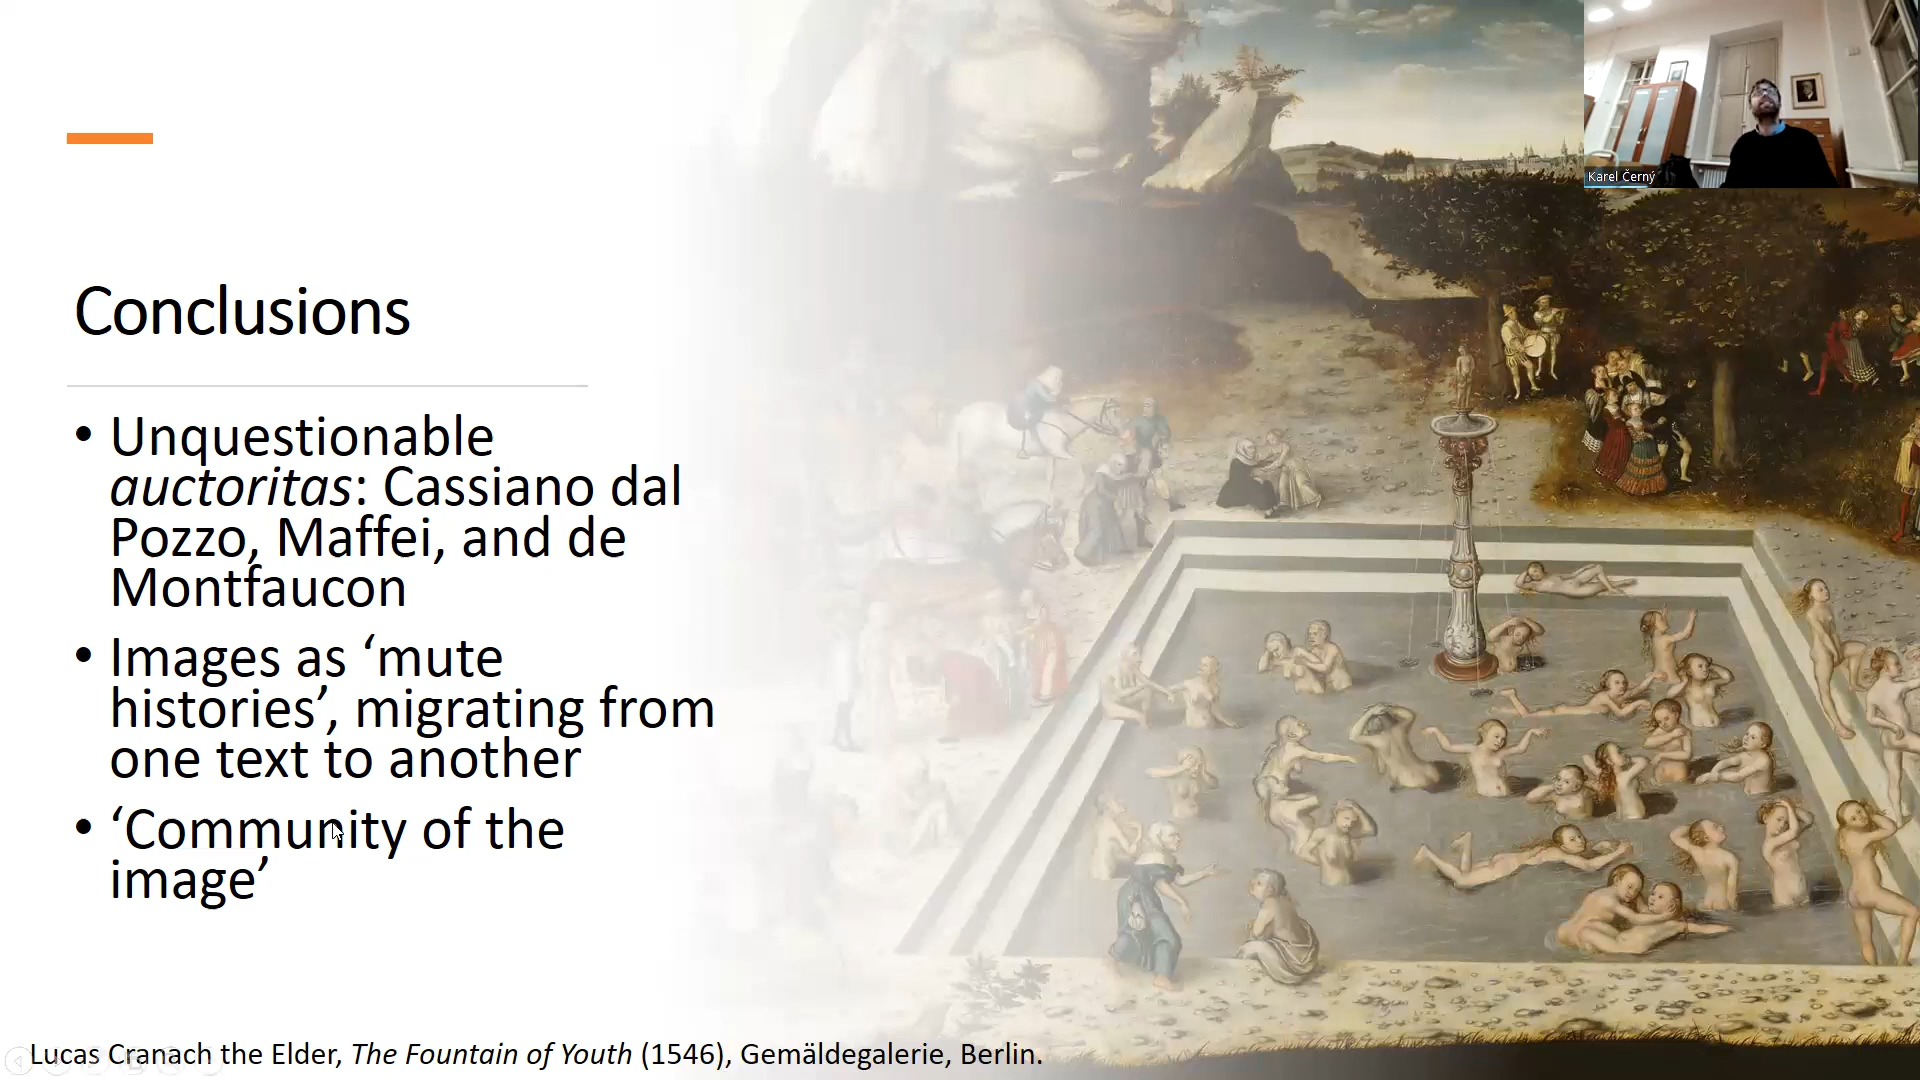 Karel Černý
Conclusions
• Unquestionable
auctoritas: Cassiano dal
Pozzo, Maffei, and de
Montfaucon
• Images as ‘mute
histories’, migrating from
one text to another
• ‘Community of the
image’
Lucas Cranach the Elder, The Fountain of Youth (1546), Gemäldegalerie, Berlin.